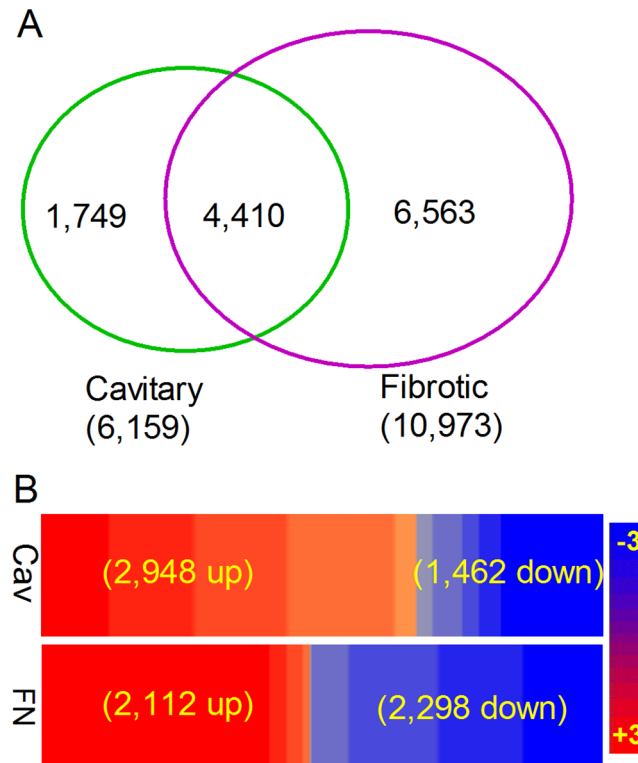 A
1,749
4,410
6,563
Cavitary
(6,159)
Fibrotic
(10,973)
B
Cav
(2,948 up)
(1,462 down)
-3
FN
(2,112 up)
(2,298 down)
+3